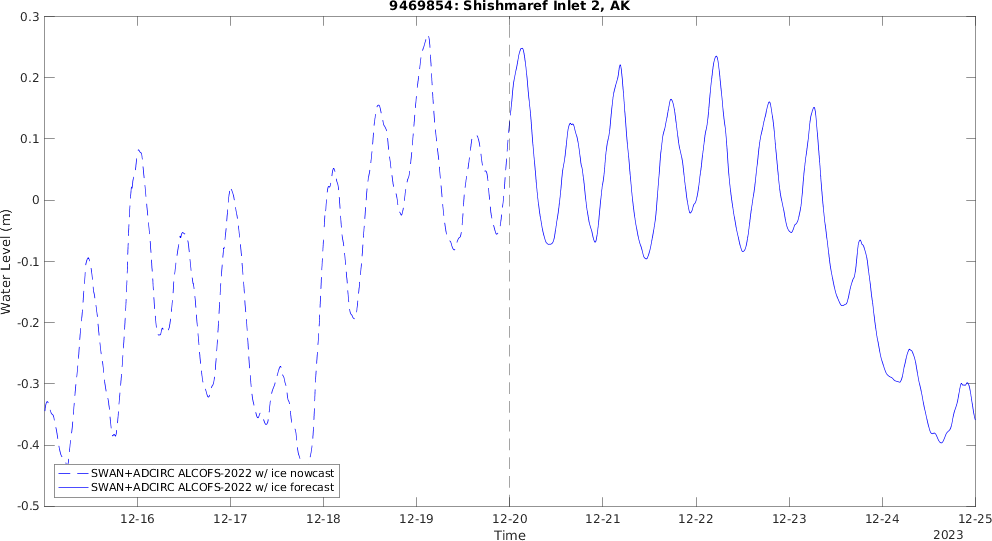 9469854: Shishmaref Inlet 2, AK
0.3
0.2
0.1
0
-0.1
-0.2
-0.3
-0.4
-0.5
Water Level (m)
SWAN+ADCIRC ALCOFS-2022 w/ ice nowcast
SWAN+ADCIRC ALCOFS-2022 w/ ice forecast
12-16 12-17 12-18 12-19 12-20 12-21 12-22 12-23 12-24 12-25
Time
2023